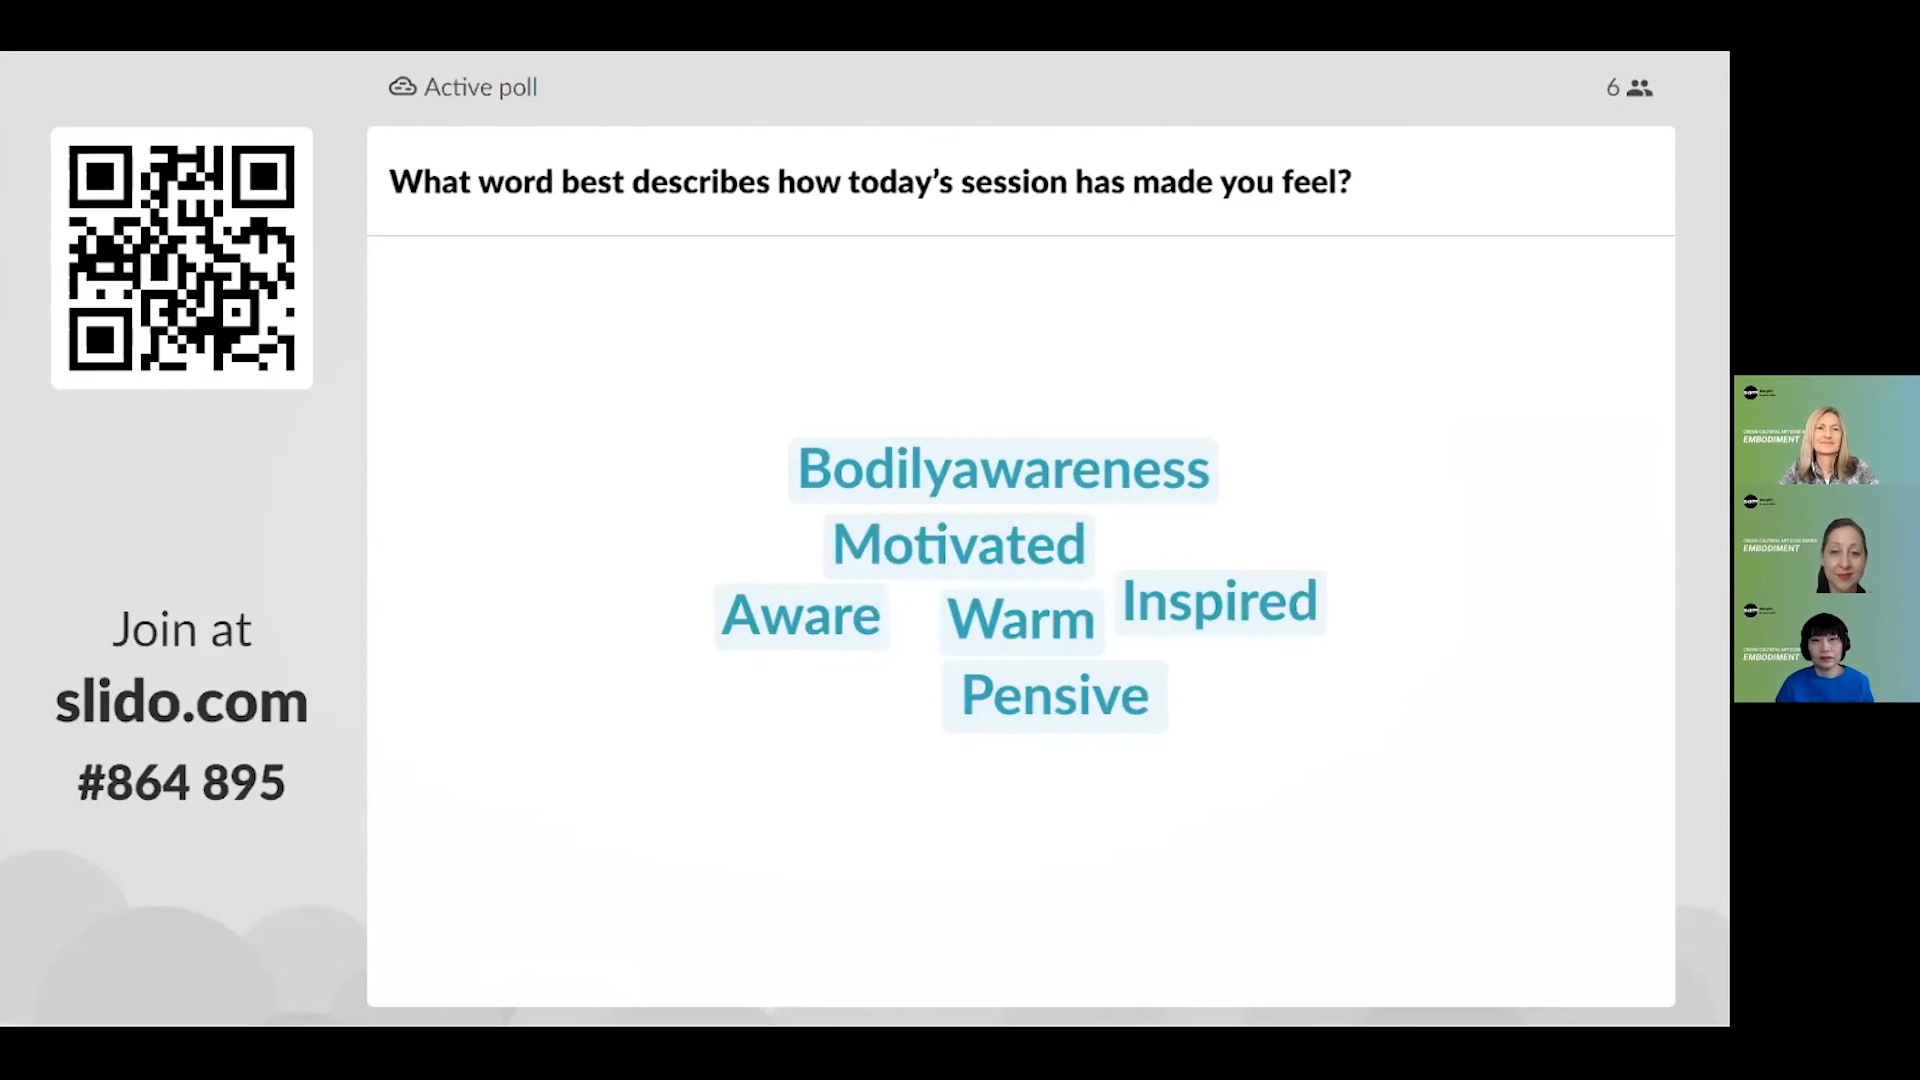 Active poll
6
What word best describes how today's session has made you feel?
Bodilyawareness
Motivated
Inspired
Aware
Warm
Pensive
Join at
slido.com
#864 895
EMBODIMENT
EMBODIMENT
EMBODIMENT